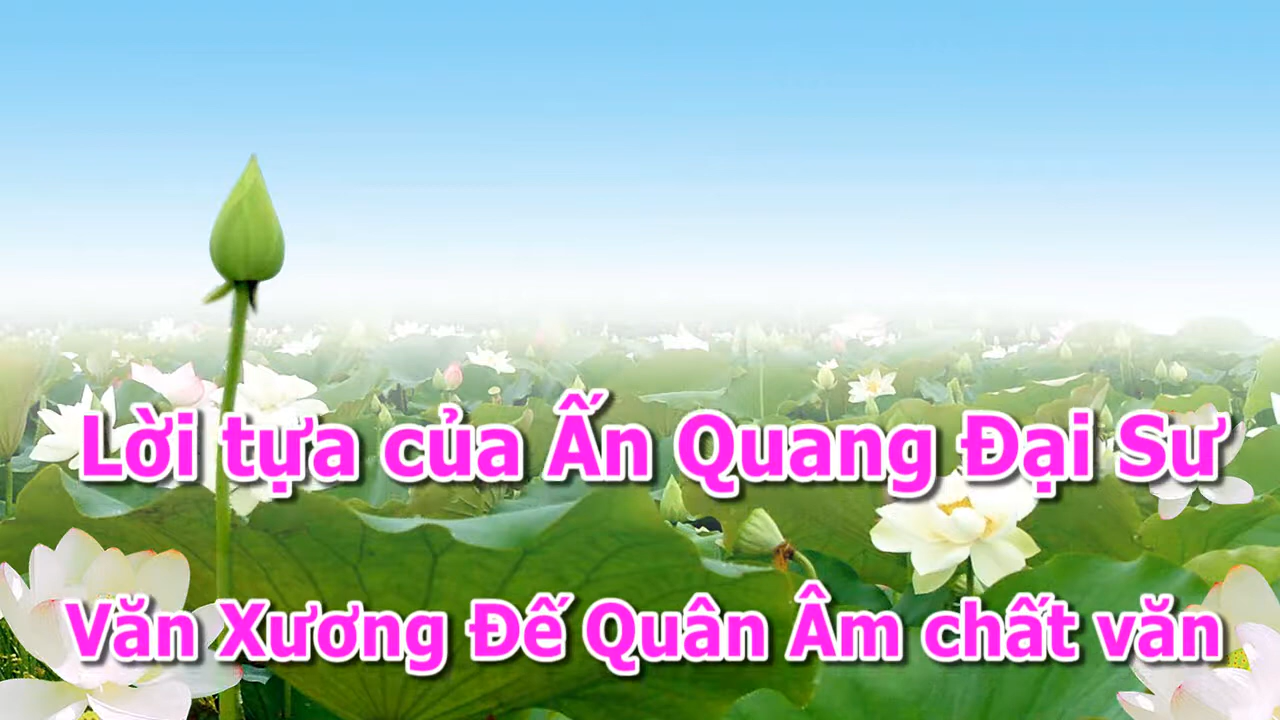 Lời tựa của Ấn Quang Đại Sư
Văn Xương Đế Quân Âm chất văn